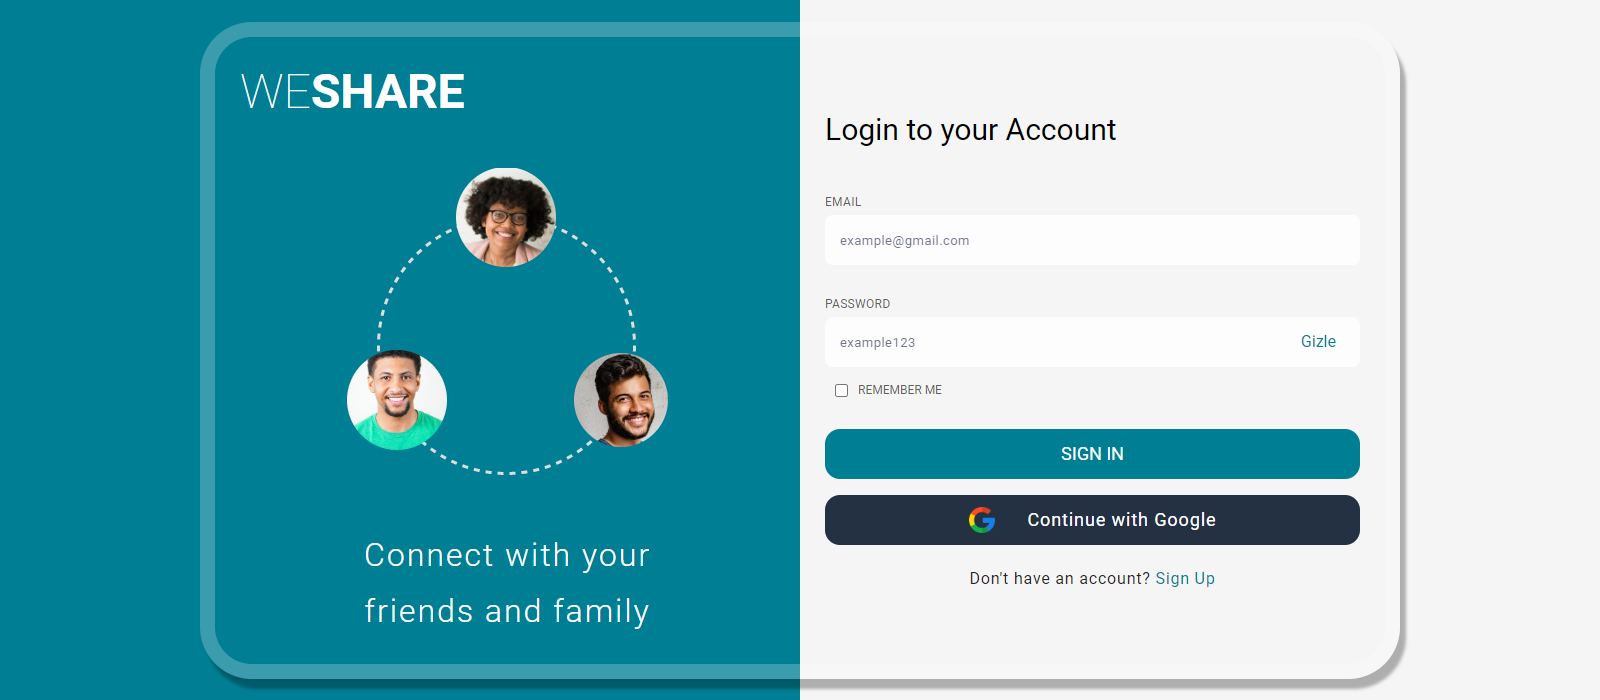 WESHARE
Connect with your
friends and family
Login to your Account
EMAIL
example@gmail.com
PASSWORD
example123
Gizle
REMEMBER ME
SIGN IN
Continue with Google
Don't have an account? Sign Up